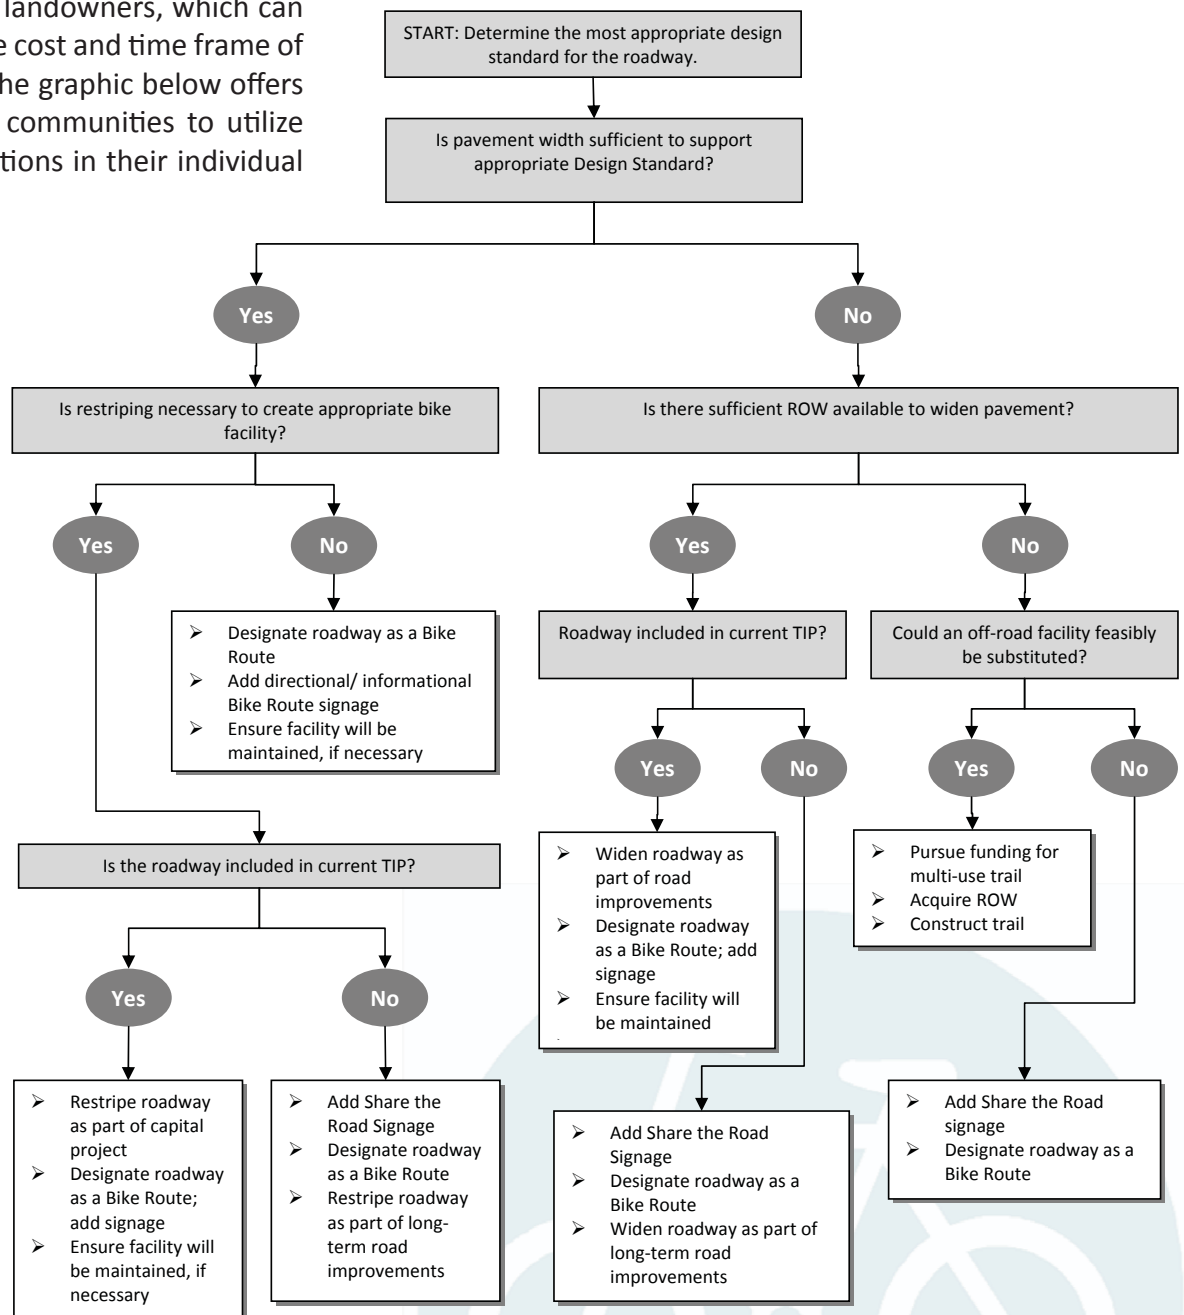 landowners, which can
e cost and time frame of
he graphic below offers
communities to utilize
tions in their individual
START: Determine the most appropriate design
standard for the roadway.
Is pavement width sufficient to support
appropriate Design Standard?
Yes
No
Is restriping necessary to create appropriate bike
facility?
Is there sufficient ROW available to widen pavement?
Yes
No
Yes
No
➢ Designate roadway as a Bike
Route
➢ Add directional/ informational
Bike Route signage
➢ Ensure facility will be
maintained, if necessary
Roadway included in current TIP?
Could an off-road facility feasibly
be substituted?
Yes
No
Yes
No
Is the roadway included in current TIP?
➢ Widen roadway as
part of road
improvements
➢ Designate roadway
as a Bike Route; add
signage
➢ Ensure facility will
be maintained
.
➢ Pursue funding for
multi-use trail
➢ Acquire ROW
➢ Construct trail
Yes
No
➢ Restripe roadway
as part of capital
project
➢ Designate roadway
as a Bike Route;
add signage
➢ Ensure facility will
be maintained, if
necessary
➢ Add Share the
Road Signage
➢ Designate roadway
as a Bike Route
➢ Restripe roadway
as part of long-
term road
improvements
➢ Add Share the Road
Signage
➢ Designate roadway as a
Bike Route
➢ Widen roadway as part of
long-term road
improvements
➢ Add Share the Road
signage
➢ Designate roadway as a
Bike Route